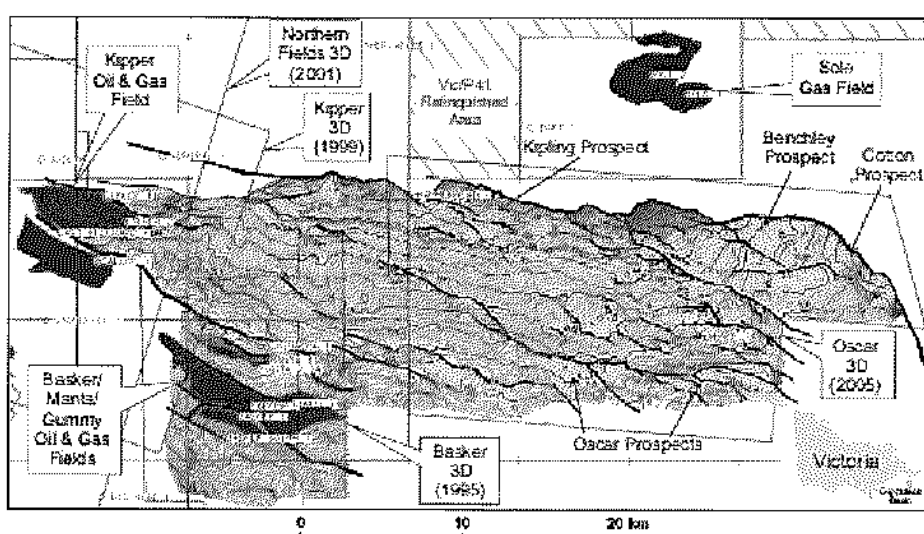 Kipper
Oil & Gas
Field
Northern
Fields 3D
(2001)
Kipper
3D
(1999)
Vic/P41
Relinquished
Area
Sole
Gas Field
Kipling Prospect
Benchley
Prospect
Cotton
Prospect
Basker/
Manta/
Gummy
Oil & Gas
Fields
Basker
3D
(1995)
Oscar Prospects
Oscar
3D
(2005)
Victoria
0 10 20 km